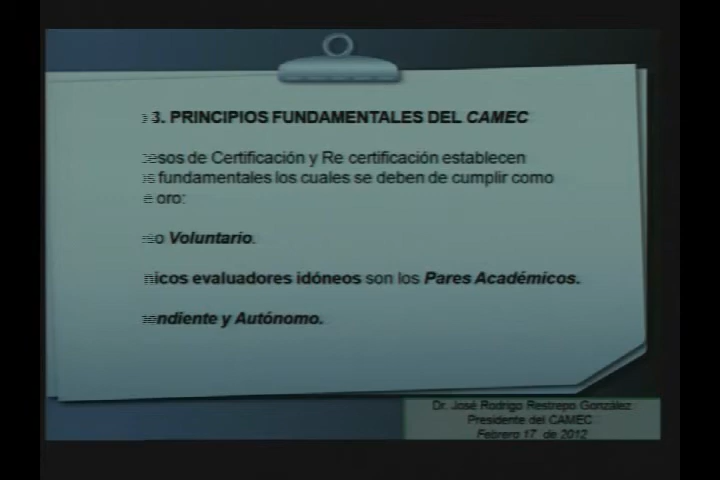 3. PRINCIPIOS FUNDAMENTALES DEL CAMEC
esos de Certificación y Re certificación establecen
fundamentales los cuales se deben de cumplir como
oro:
o Voluntario.
nicos evaluadores idóneos son los Pares Académicos.
endiente y Autónomo.
Dr. José Rodrigo Restrepo González
Presidente del CAMEC
Febrero 17 de 2012